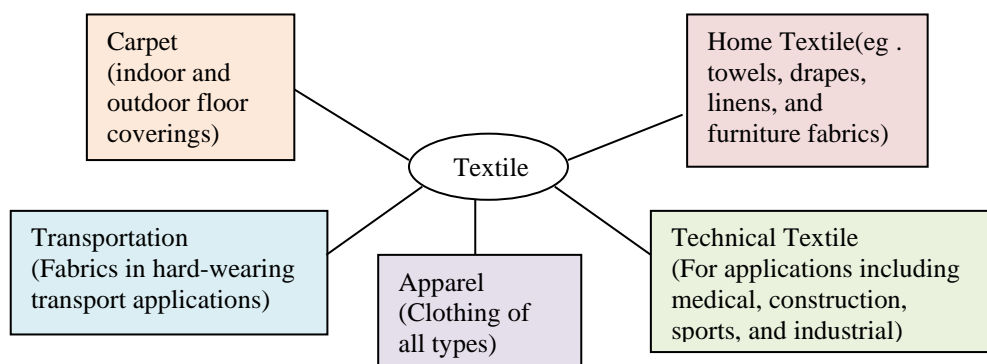 Carpet
(indoor and
outdoor floor
coverings)
Home Textile(eg .
towels, drapes,
linens, and
furniture fabrics)
Textile
Transportation
(Fabrics in hard-wearing
transport applications)
Apparel
(Clothing of
all types)
Technical Textile
(For applications including
medical, construction,
sports, and industrial)